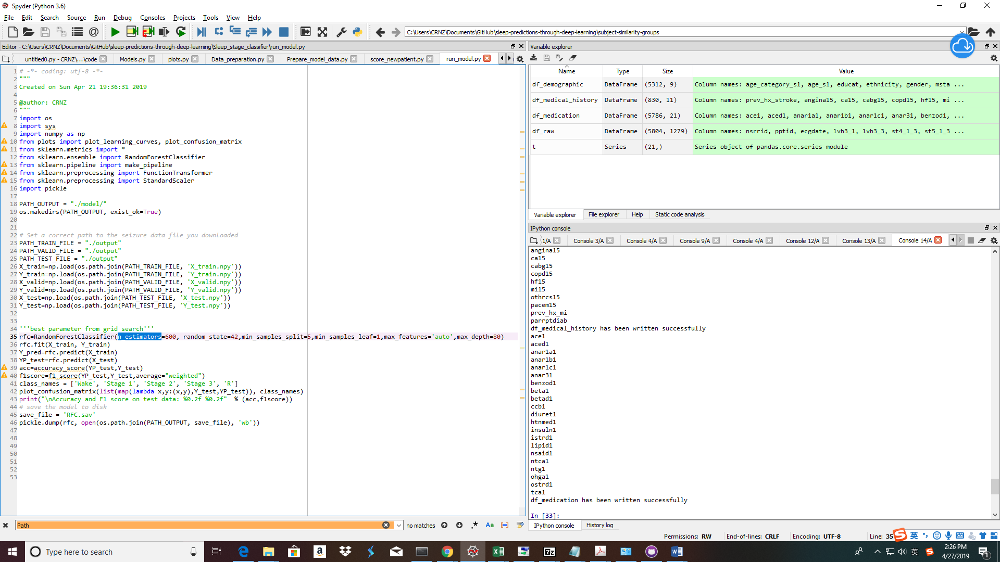 Spyder (Python 3.6)
File Edit Search Source Run Debug Consoles Projects Tools View Help
C:\Users\CRNZ\Documents\GitHub\sleep-predictions-through-deep-learning\subject-similarity-groups
Editor - C:\Users\CRNZ\Documents\GitHub\sleep-predictions-through-deep-learning\Sleep_stage_classifier\run_model.py
untitled0.py - CRNZ\...\code Models.py plots.py Data_preparation.py Prepare_model_data.py score_newpatient.py run_model.py
1 # -*- coding: utf-8 -*-
2 """
3 Created on Sun Apr 21 19:36:31 2019
4
5 @author: CRNZ
6 """
7 import os
8 import sys
9 import numpy as np
10 from plots import plot_learning_curves, plot_confusion_matrix
11 from sklearn.metrics import *
12 from sklearn.ensemble import RandomForestClassifier
13 from sklearn.pipeline import make_pipeline
14 from sklearn.preprocessing import FunctionTransformer
15 from sklearn.preprocessing import StandardScaler
16 import pickle
17
18 PATH_OUTPUT = "./model/"
19 os.makedirs(PATH_OUTPUT, exist_ok=True)
20
21
22 # Set a correct path to the seizure data file you downloaded
23 PATH_TRAIN_FILE = "./output"
24 PATH_VALID_FILE = "./output"
25 PATH_TEST_FILE = "./output"
26 X_train=np.load(os.path.join(PATH_TRAIN_FILE, 'X_train.npy'))
27 Y_train=np.load(os.path.join(PATH_TRAIN_FILE, 'Y_train.npy'))
28 X_valid=np.load(os.path.join(PATH_VALID_FILE, 'X_valid.npy'))
29 Y_valid=np.load(os.path.join(PATH_VALID_FILE, 'Y_valid.npy'))
30 X_test=np.load(os.path.join(PATH_TEST_FILE, 'X_test.npy'))
31 Y_test=np.load(os.path.join(PATH_TEST_FILE, 'Y_test.npy'))
32
33
34 '''best parameter from grid search'''
35 rfc=RandomForestClassifier(n_estimators=600, random_state=42,min_samples_split=5,min_samples_leaf=1,max_features='auto',max_depth=80)
36 rfc.fit(X_train, Y_train)
37 Y_pred=rfc.predict(X_train)
38 YP_test=rfc.predict(X_test)
39 acc=accuracy_score(YP_test,Y_test)
40 f1score=f1_score(YP_test,Y_test,average="weighted")
41 class_names = ['Wake', 'Stage 1', 'Stage 2', 'Stage 3', 'R']
42 plot_confusion_matrix(list(map(lambda x,y:(x,y),Y_test,YP_test)), class_names)
43 print("\nAccuracy and F1 score on test data: %0.2f %0.2f" % (acc,f1score))
44 # save the model to disk
45 save_file = 'RFC.sav'
46 pickle.dump(rfc, open(os.path.join(PATH_OUTPUT, save_file), 'wb'))
47
48
49
50
51
52
53
Path no matches .* Aa
Variable explorer
Name Type Size Value
df_demographic DataFrame (5312, 9) Column names: age_category_s1, age_s1, educat, ethnicity, gender, msta ...
df_medical_history DataFrame (830, 11) Column names: prev_hx_stroke, angina15, ca15, cabg15, copd15, hf15, mi ...
df_medication DataFrame (5786, 21) Column names: ace1, aced1, anar1a1, anar1b1, anar1c1, anar31, benzod1, ...
df_raw DataFrame (5804, 1279) Column names: nsrrid, pptid, ecgdate, lvh3_1, lvh3_3, st4_1_3, st5_1_3 ...
t Series (21,) Series object of pandas.core.series module
Variable explorer File explorer Help Static code analysis
IPython console
1/A Console 3/A Console 4/A Console 9/A Console 4/A Console 12/A Console 13/A Console 14/A
angina15
ca15
cabg15
copd15
hf15
mi15
othrcs15
pacem15
prev_hx_mi
parrptdiab
df_medical_history has been written successfully
ace1
aced1
anar1a1
anar1b1
anar1c1
anar31
benzod1
beta1
betad1
ccb1
diuret1
htnmed1
insuln1
istrd1
lipid1
nsaid1
ntca1
ntg1
ohga1
ostrd1
tca1
df_medication has been written successfully
In [33]:
IPython console History log
Permissions: RW End-of-lines: CRLF Encoding: UTF-8 Line: 35 英
Type here to search
7z
英
2:26 PM
4/27/2019
1